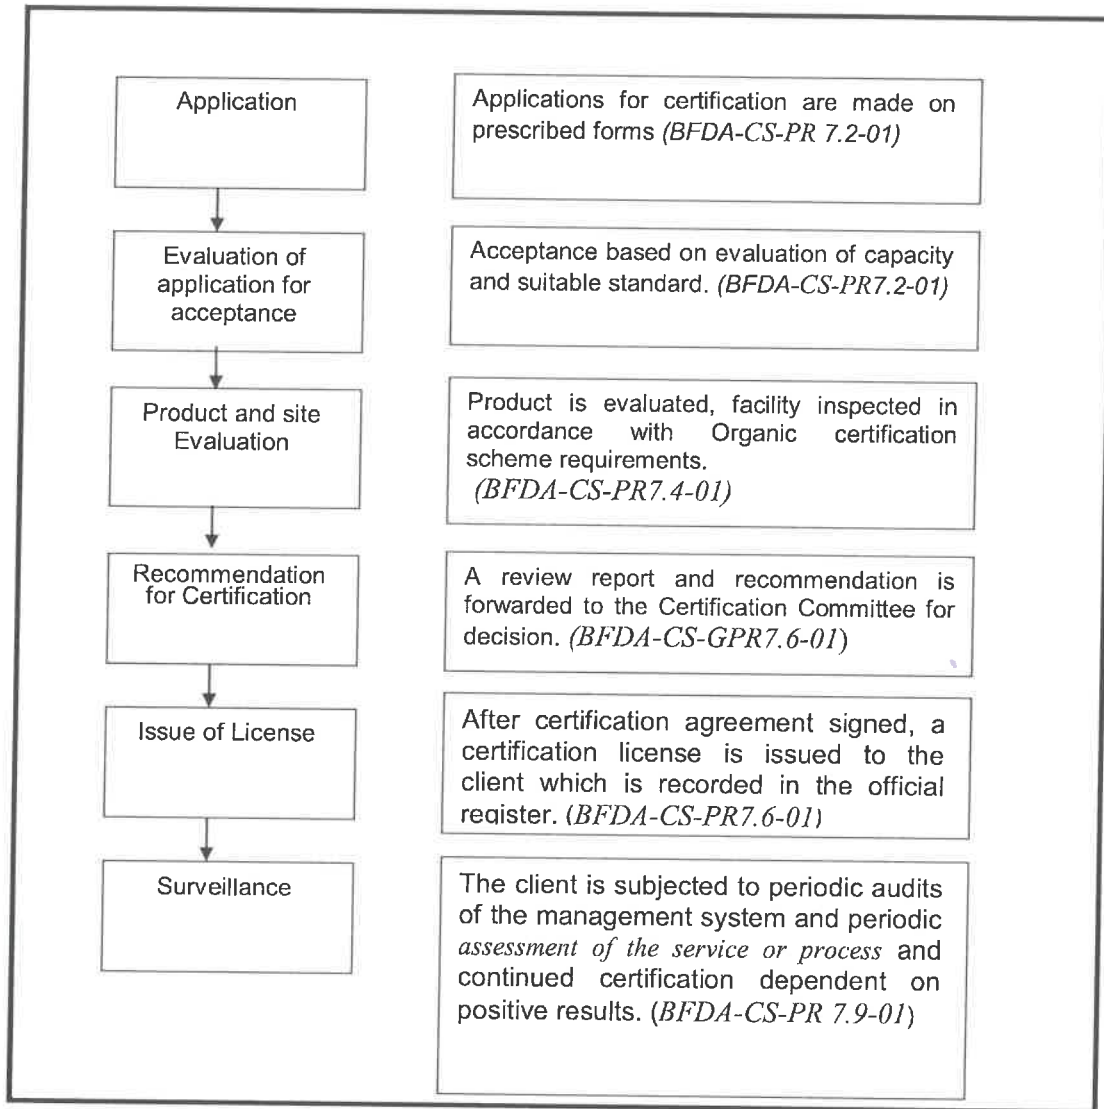 Application
Applications for certification are made on
prescribed forms (BFDA-CS-PR 7.2-01)
Evaluation of
application for
acceptance
Acceptance based on evaluation of capacity
and suitable standard. (BFDA-CS-PR7.2-01)
Product and site
Evaluation
Product is evaluated, facility inspected in
accordance with Organic certification
scheme requirements.
(BFDA-CS-PR7.4-01)
Recommendation
for Certification
A review report and recommendation is
forwarded to the Certification Committee for
decision. (BFDA-CS-GPR7.6-01)
Issue of License
After certification agreement signed, a
certification license is issued to the
client which is recorded in the official
register. (BFDA-CS-PR7.6-01)
Surveillance
The client is subjected to periodic audits
of the management system and periodic
assessment of the service or process and
continued certification dependent on
positive results. (BFDA-CS-PR 7.9-01)